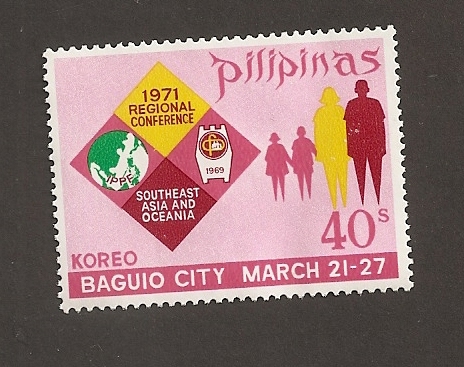 pilipinas
1971
REGIONAL
CONFERENCE
IPPF
1969
SOUTHEAST
ASIA AND
OCEANIA
40s
KOREO
BAGUIO CITY MARCH 21-27